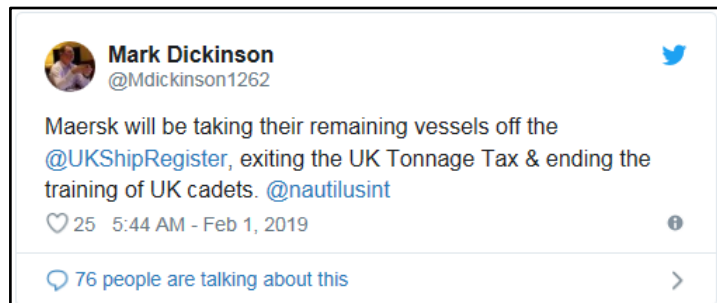 Mark Dickinson
@Mdickinson1262
Maersk will be taking their remaining vessels off the
@UKShipRegister, exiting the UK Tonnage Tax & ending the
training of UK cadets. @nautilusint
25 5:44 AM - Feb 1, 2019
76 people are talking about this